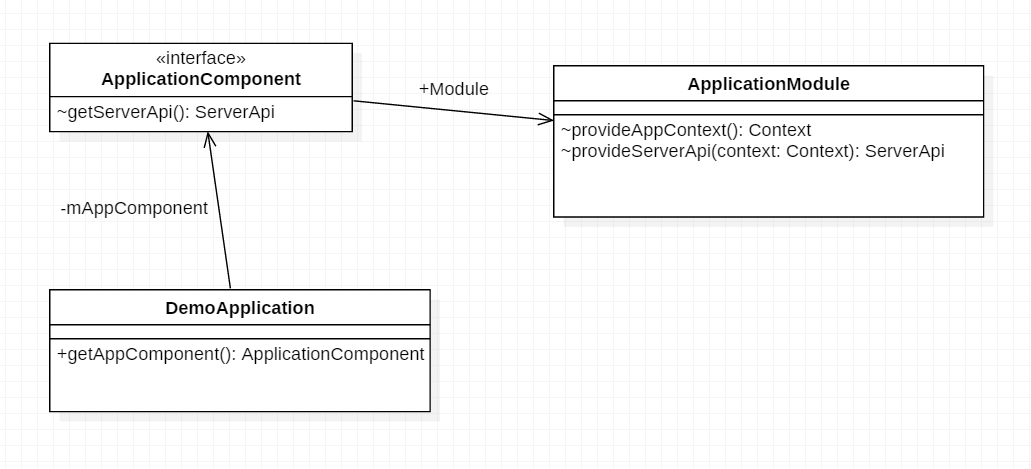 «interface»
ApplicationComponent
~getServerApi(): ServerApi
+Module
ApplicationModule
~provideAppContext(): Context
~provideServerApi(context: Context): ServerApi
-mAppComponent
DemoApplication
+getAppComponent(): ApplicationComponent